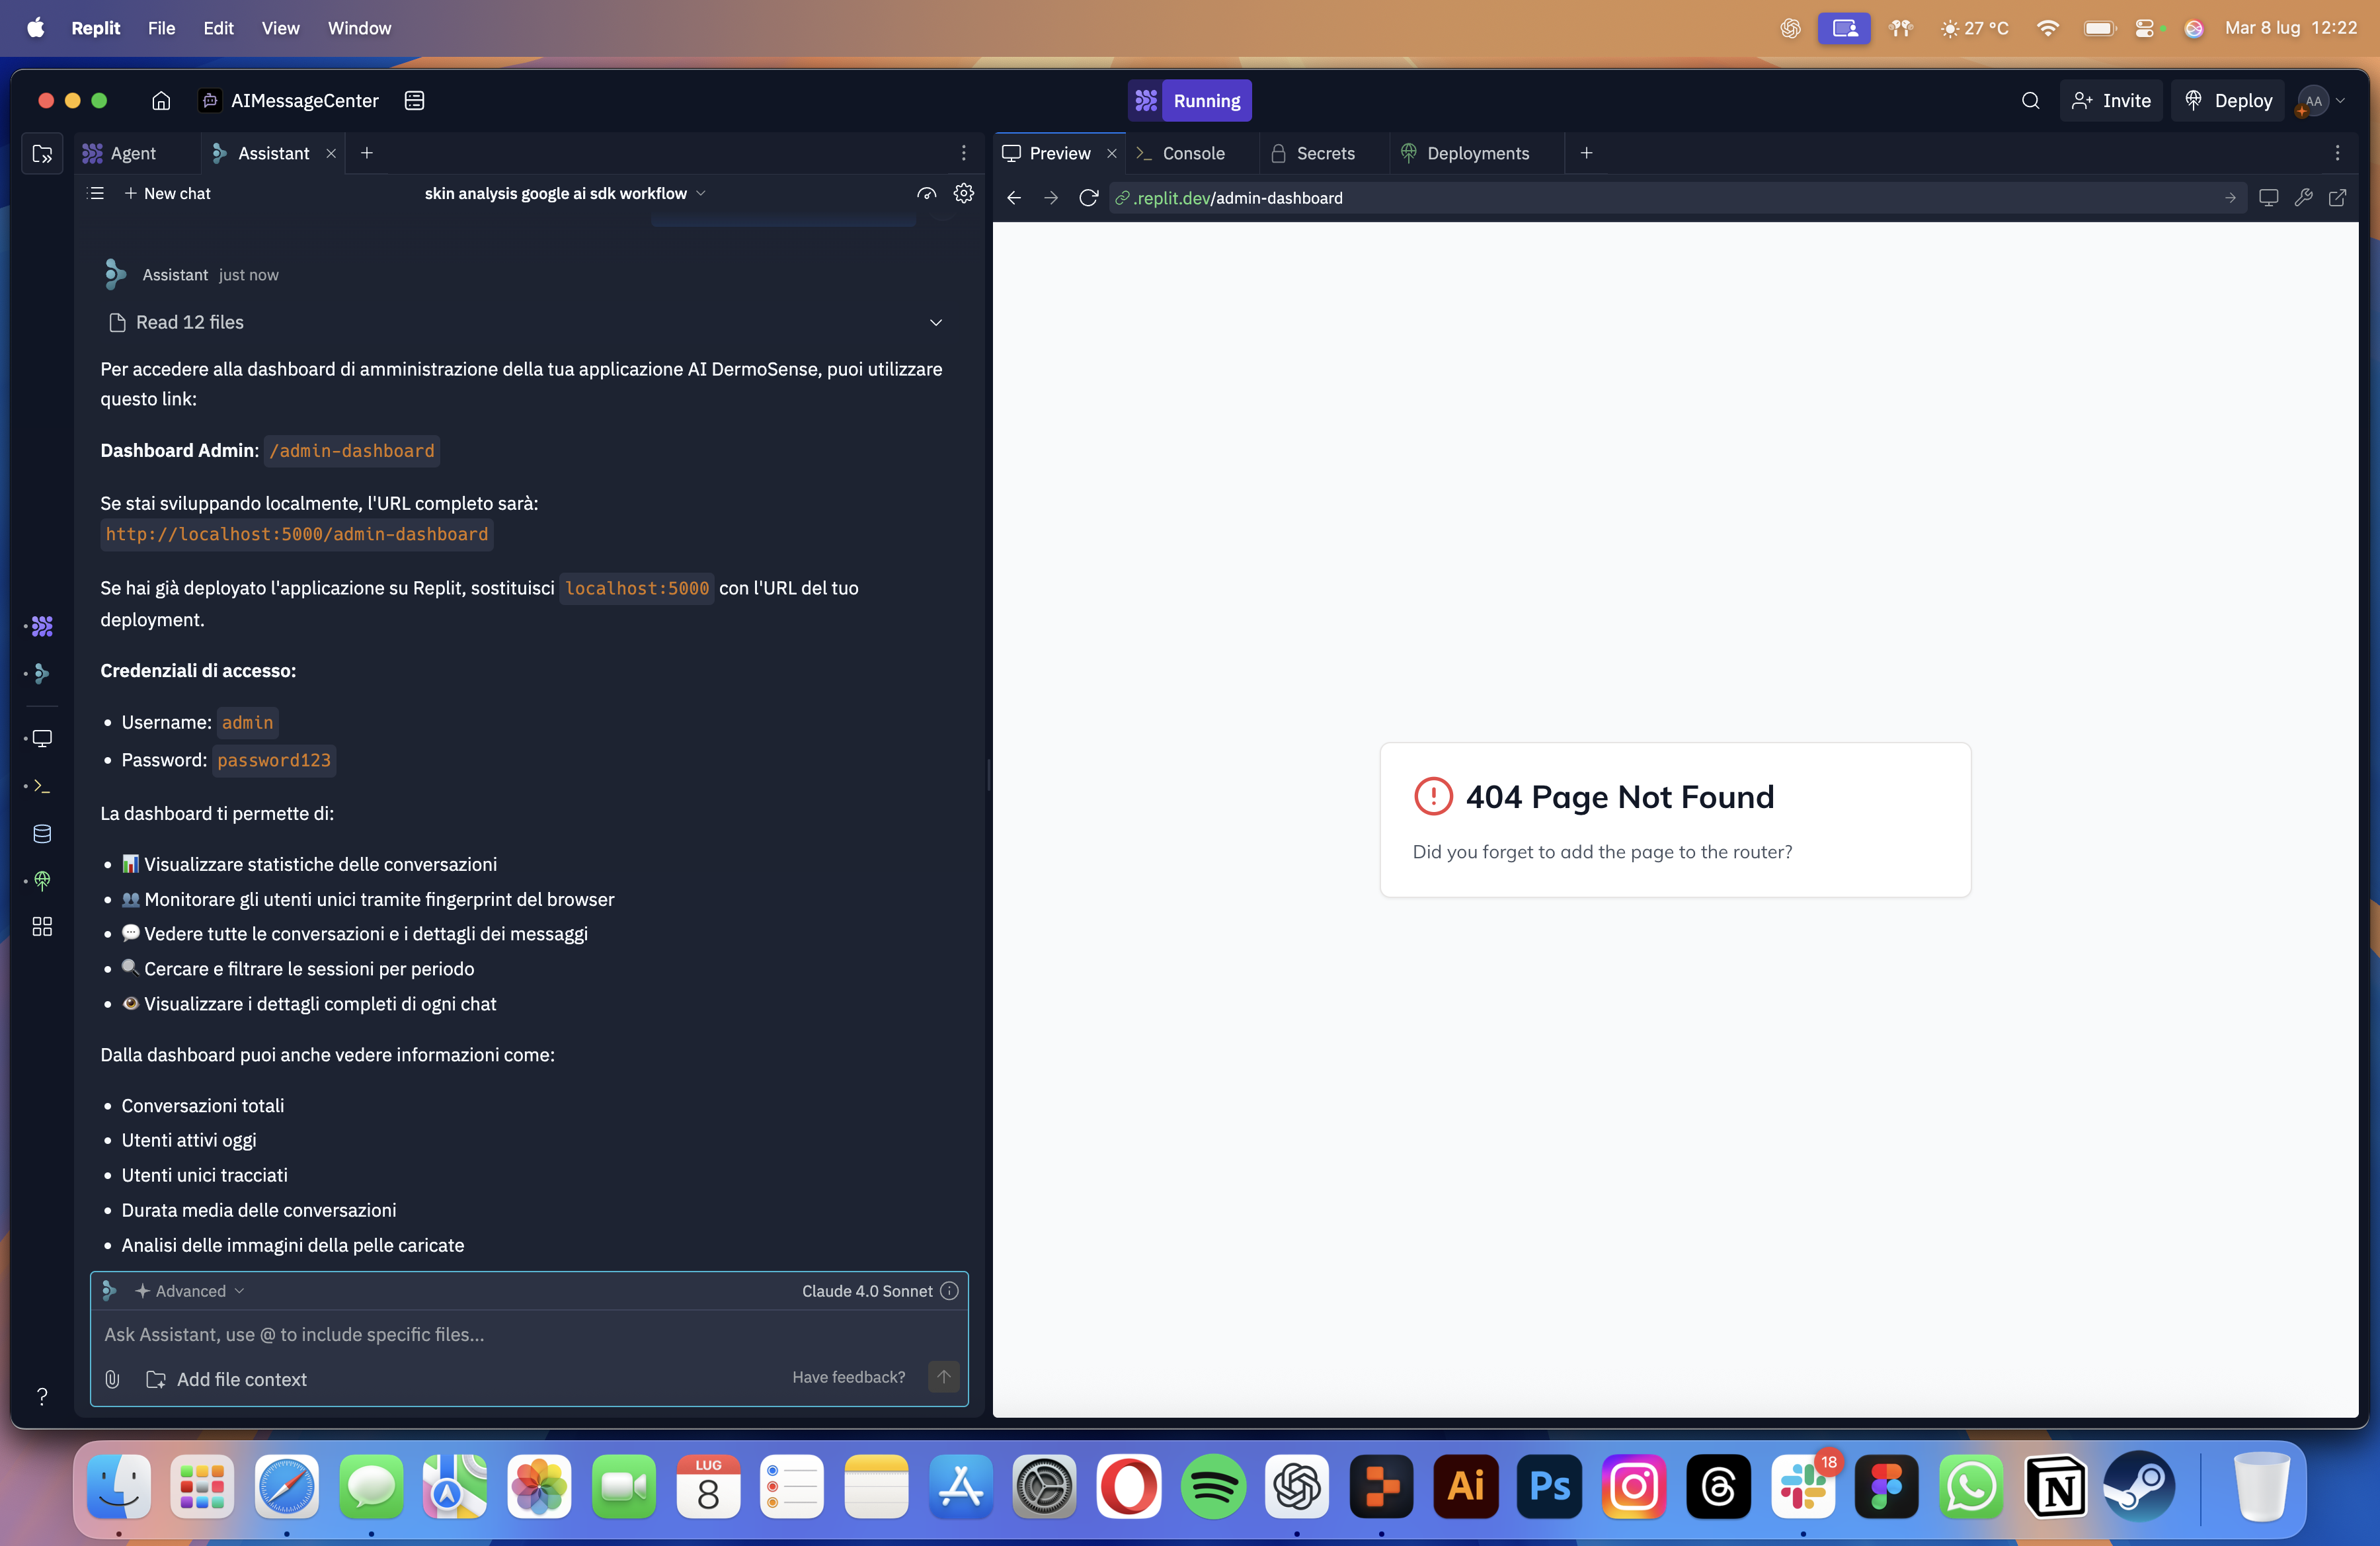 Replit File Edit View Window
27 °C Mar 8 lug 12:22
AIMessageCenter
Running
Invite Deploy AA
Agent Assistant
New chat
skin analysis google ai sdk workflow
Assistant just now
Read 12 files
Per accedere alla dashboard di amministrazione della tua applicazione AI DermoSense, puoi utilizzare
questo link:
Dashboard Admin: /admin-dashboard
Se stai sviluppando localmente, l'URL completo sarà:
http://localhost:5000/admin-dashboard
Se hai già deployato l'applicazione su Replit, sostituisci localhost:5000 con l'URL del tuo
deployment.
Credenziali di accesso:
• Username: admin
• Password: password123
La dashboard ti permette di:
• 📊 Visualizzare statistiche delle conversazioni
• 👥 Monitorare gli utenti unici tramite fingerprint del browser
• 💬 Vedere tutte le conversazioni e i dettagli dei messaggi
• 🔍 Cercare e filtrare le sessioni per periodo
• 👁️ Visualizzare i dettagli completi di ogni chat
Dalla dashboard puoi anche vedere informazioni come:
• Conversazioni totali
• Utenti attivi oggi
• Utenti unici tracciati
• Durata media delle conversazioni
• Analisi delle immagini della pelle caricate
Advanced
Claude 4.0 Sonnet
Ask Assistant, use @ to include specific files...
Add file context
Have feedback?
Preview Console Secrets Deployments
.replit.dev/admin-dashboard
404 Page Not Found
Did you forget to add the page to the router?
LUG
8
Ai
Ps
18
N